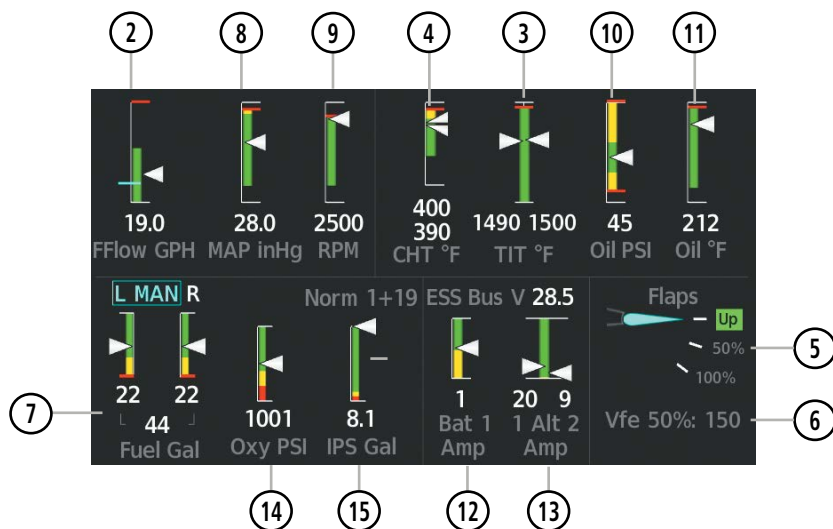 2 8 9 4 3 10 11
19.0 28.0 2500 400 1490 1500 45 212
390
FFlow GPH MAP inHg RPM CHT °F TIT °F Oil PSI Oil °F
L MAN R Norm 1+19 ESS Bus V 28.5 Flaps
Up
50% 5
100%
22 22 1 20 9
7 44 1001 8.1 Bat 1 1 Alt 2 Vfe 50%: 150 6
Fuel Gal Oxy PSI IPS Gal Amp Amp
14 15 12 13